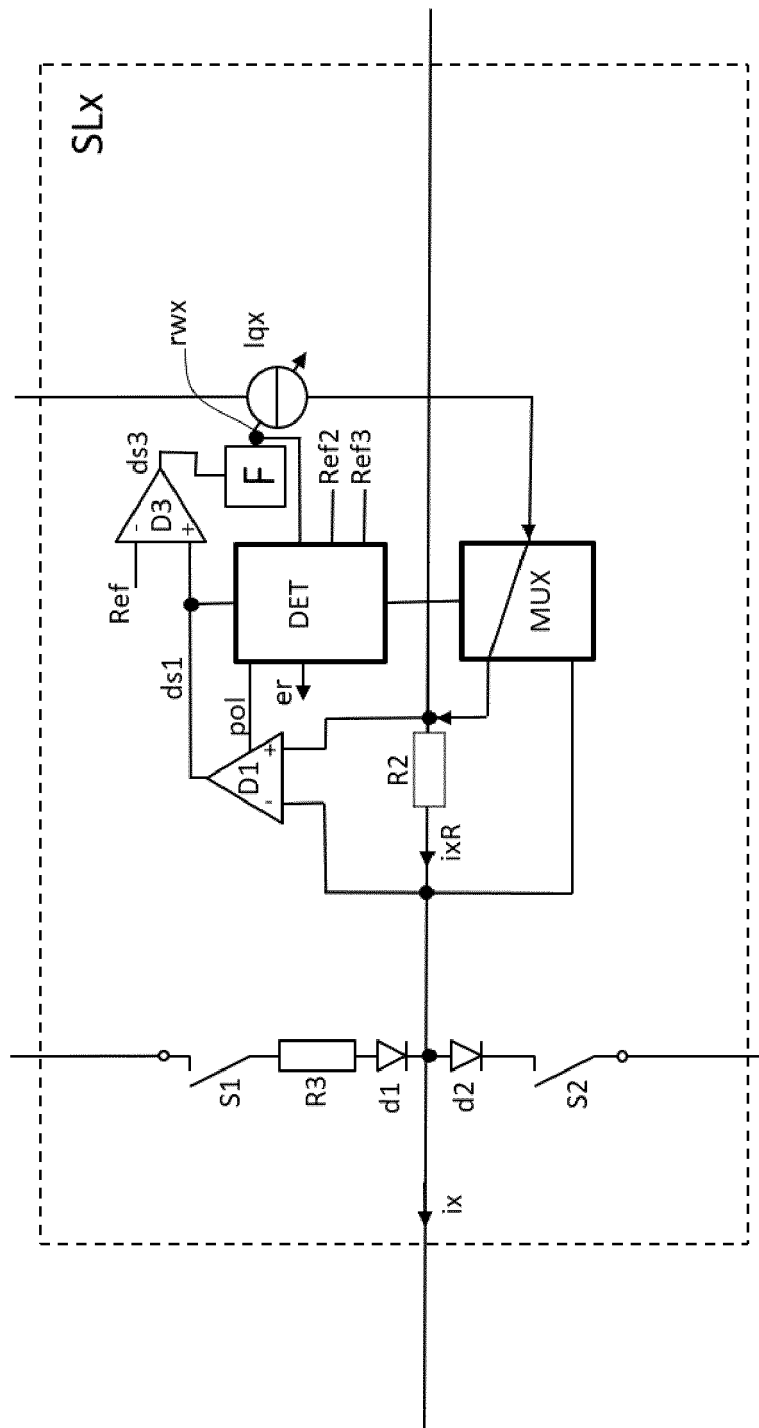 SLx
ds3
Ref
-
D3
+
ds1
rwx
S1
pol
D1
-
+
F
Iqx
er
DET
R3
Ref2
Ref3
d1
R2
ix
ixR
d2
MUX
S2